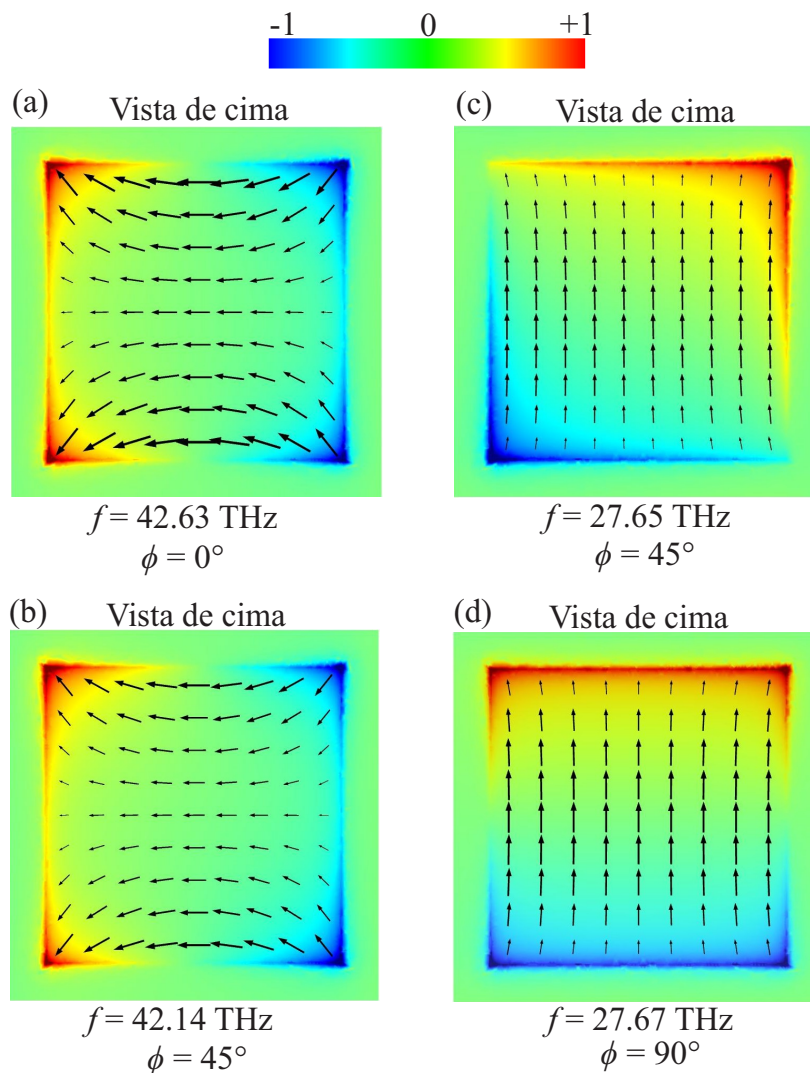 -1 0 +1
(a) Vista de cima
f = 42.63 THz
ϕ = 0°
(b) Vista de cima
f = 42.14 THz
ϕ = 45°
(c) Vista de cima
f = 27.65 THz
ϕ = 45°
(d) Vista de cima
f = 27.67 THz
ϕ = 90°